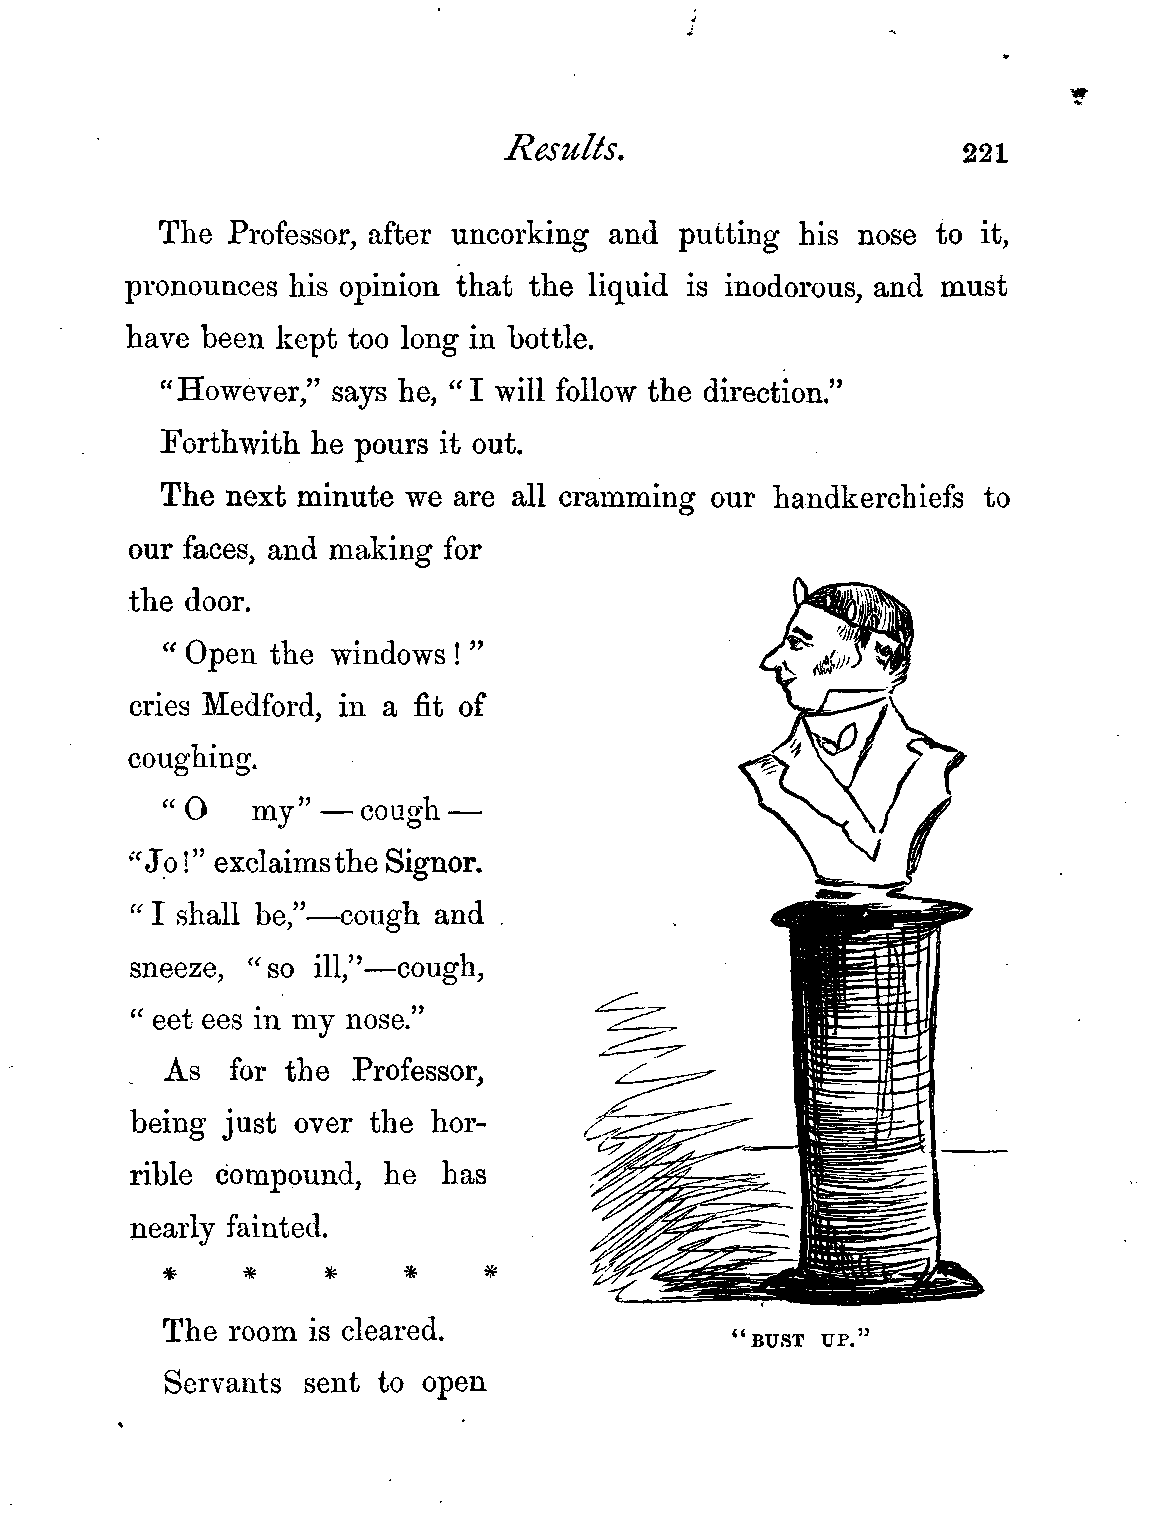 Results. 221
The Professor, after uncorking and putting his nose to it,
pronounces his opinion that the liquid is inodorous, and must
have been kept too long in bottle.
“However,” says he, “I will follow the direction.”
Forthwith he pours it out.
The next minute we are all cramming our handkerchiefs to
our faces, and making for
the door.
“Open the windows!”
cries Medford, in a fit of
coughing.
“O my” — cough —
“Jo!” exclaims the Signor.
“I shall be,”—cough and
sneeze, “so ill,”—cough,
“eet ees in my nose.”
As for the Professor,
being just over the hor-
rible compound, he has
nearly fainted.
* * * * *
The room is cleared.
Servants sent to open
“BUST UP.”